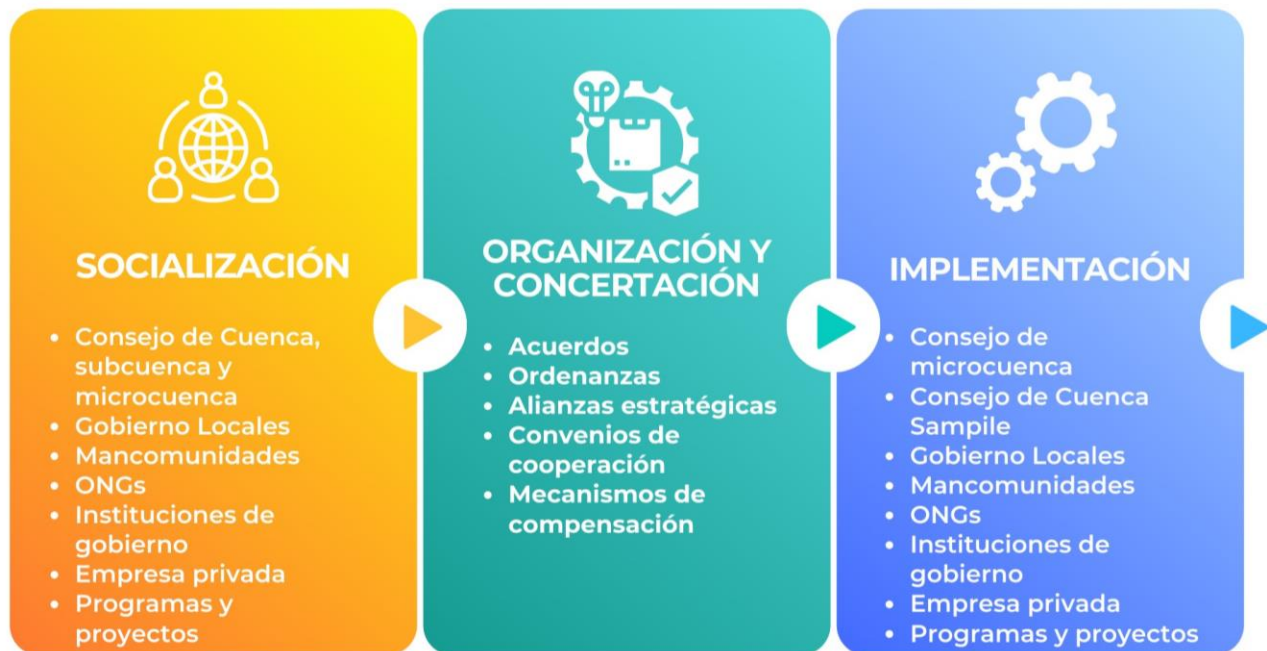 SOCIALIZACIÓN
• Consejo de Cuenca,
subcuenca y
microcuenca
• Gobierno Locales
• Mancomunidades
• ONGs
• Instituciones de
gobierno
• Empresa privada
• Programas y
proyectos
ORGANIZACIÓN Y
CONCERTACIÓN
• Acuerdos
• Ordenanzas
• Alianzas estratégicas
• Convenios de
cooperación
• Mecanismos de
compensación
IMPLEMENTACIÓN
• Consejo de
microcuenca
• Consejo de Cuenca
Sampile
• Gobierno Locales
• Mancomunidades
• ONGs
• Instituciones de
gobierno
• Empresa privada
• Programas y proyectos